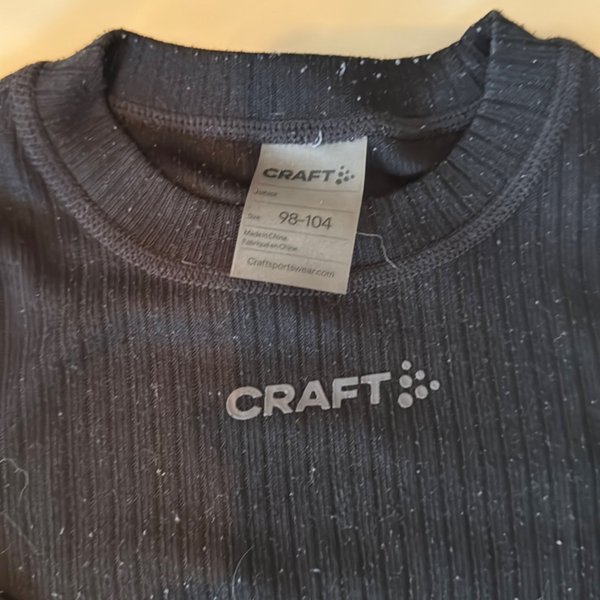 CRAFT
Junior
Size 98-104
Made in China
Fabriqué en Chine
Craftsportswear.com
CRAFT